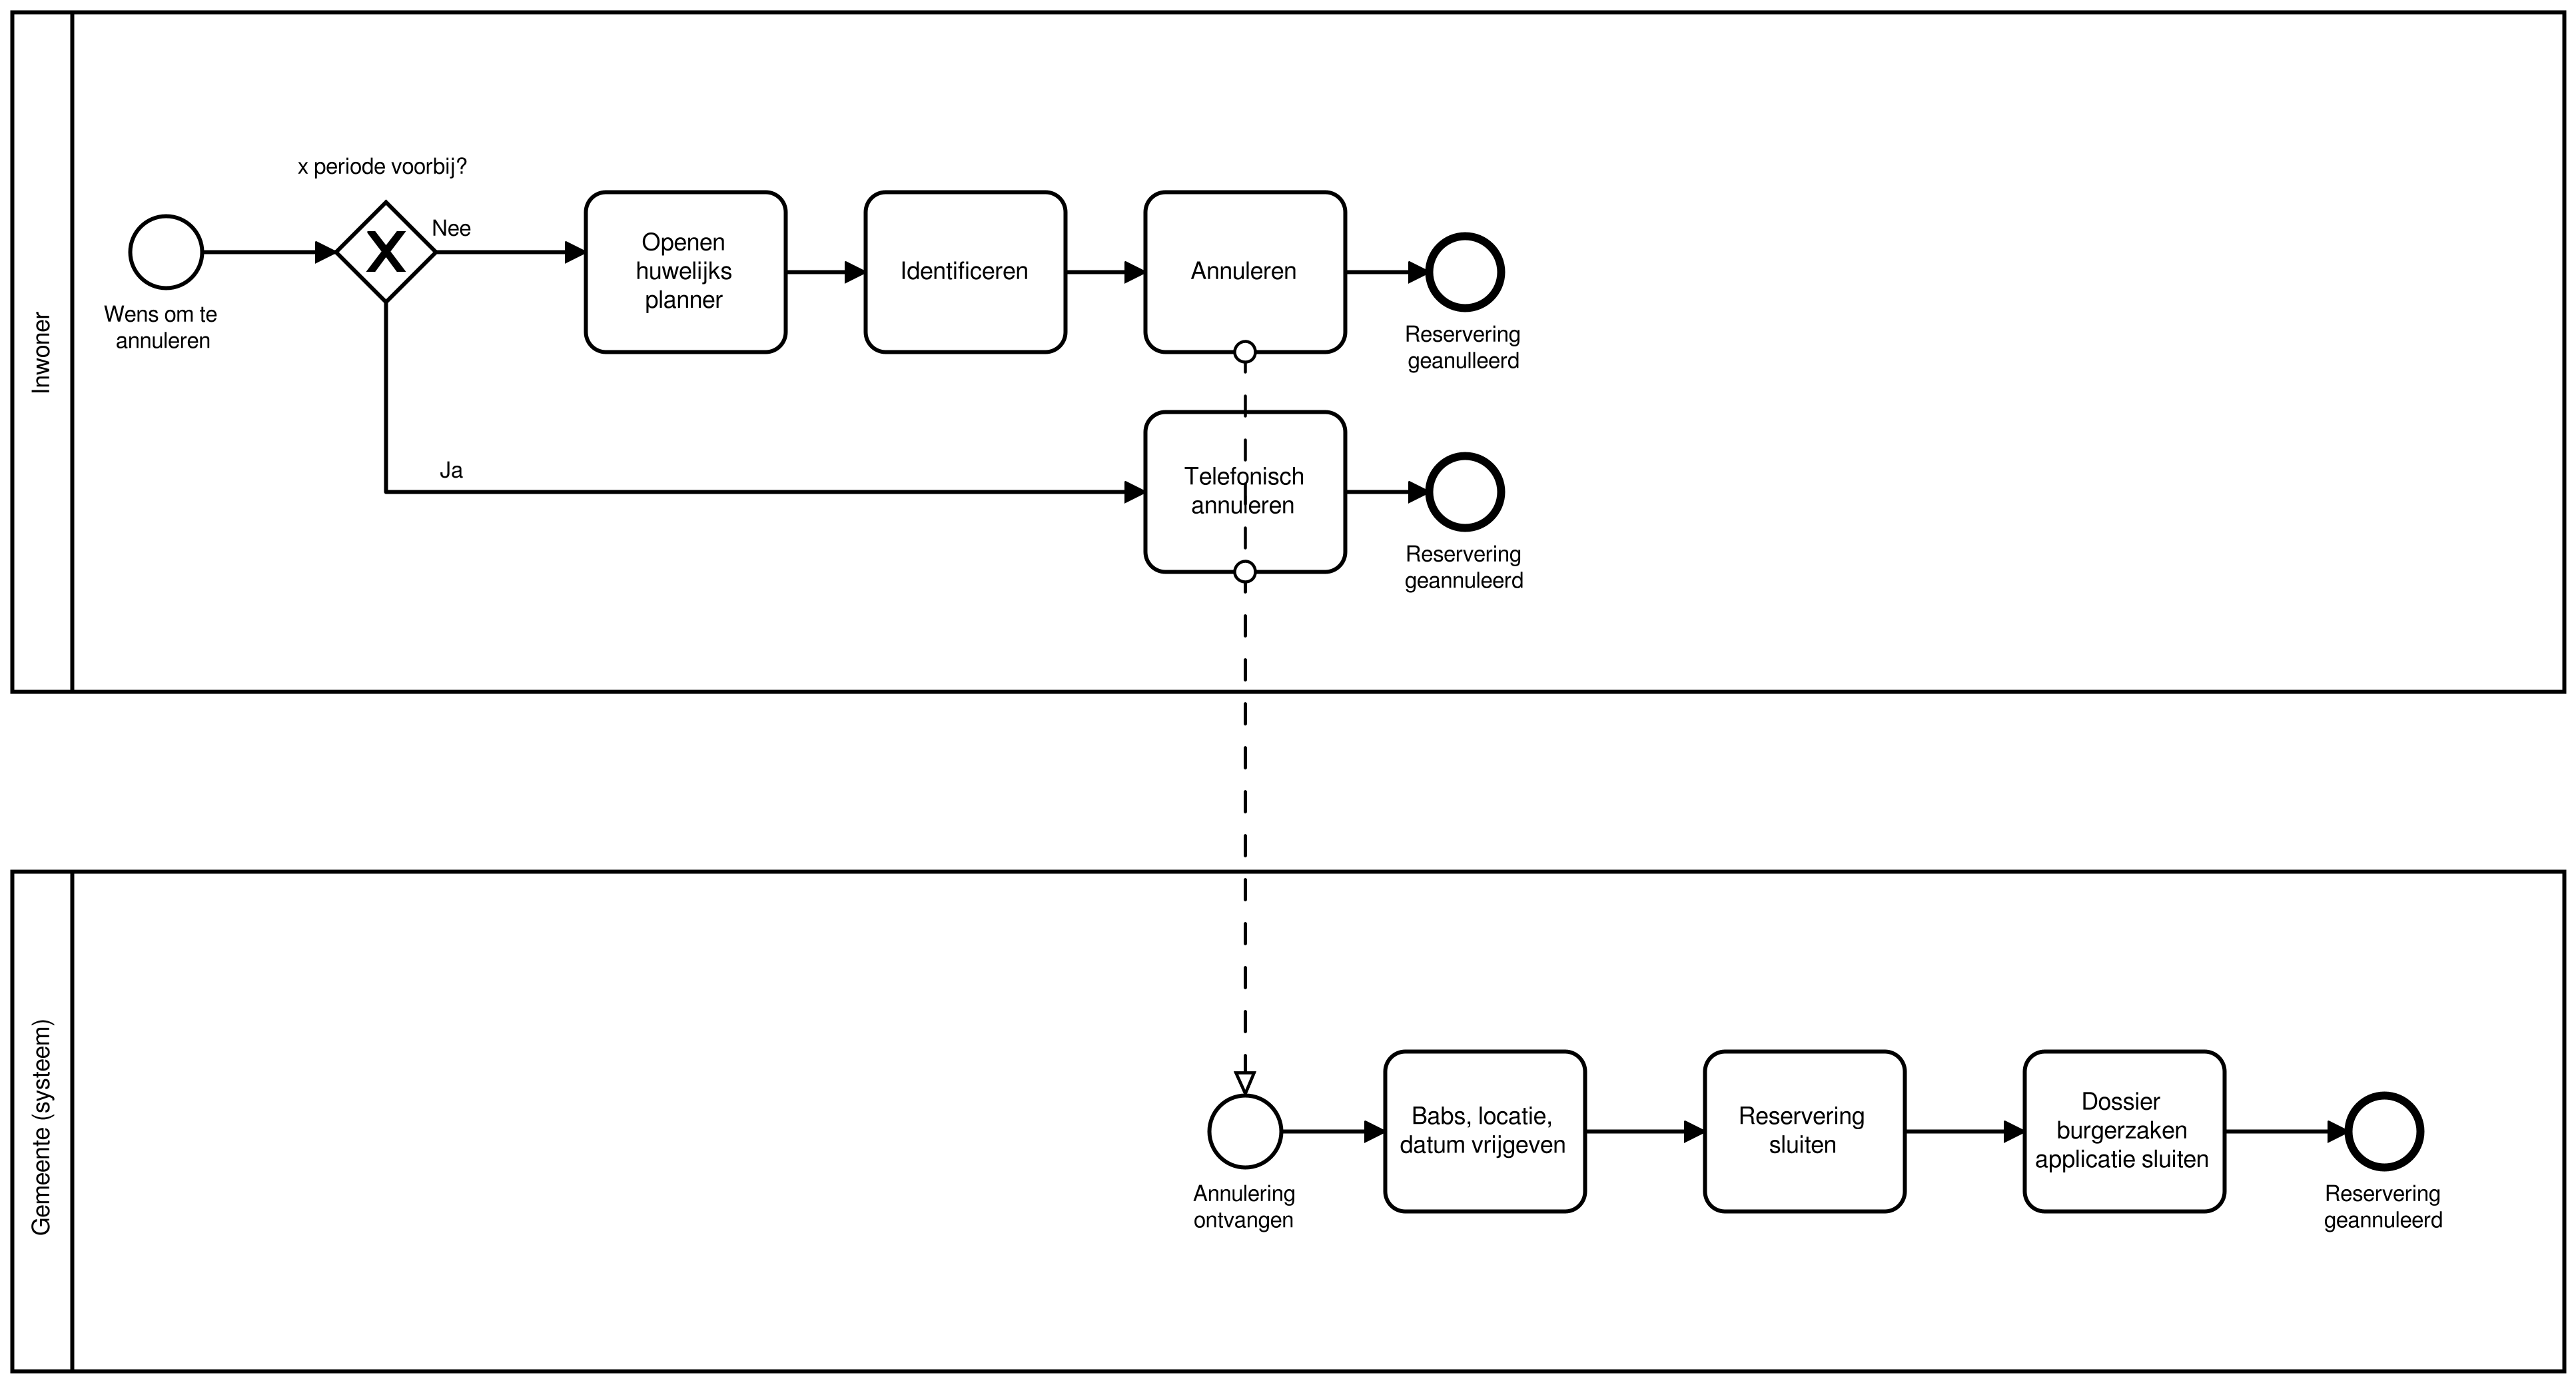 Inwoner
x periode voorbij?
Nee
Ja
Wens om te
annuleren
Openen
huwelijks
planner
Identificeren
Annuleren
Reservering
geanulleerd
Telefonisch
annuleren
Reservering
geannuleerd
Gemeente (systeem)
Annulering
ontvangen
Babs, locatie,
datum vrijgeven
Reservering
sluiten
Dossier
burgerzaken
applicatie sluiten
Reservering
geannuleerd